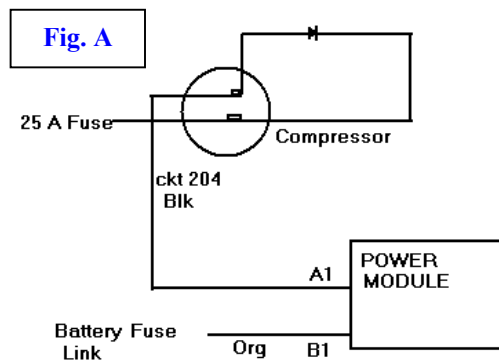 Fig. A
25 A Fuse
Compressor
ckt 204
Blk
POWER
MODULE
A1
Battery Fuse
Link
Org
B1